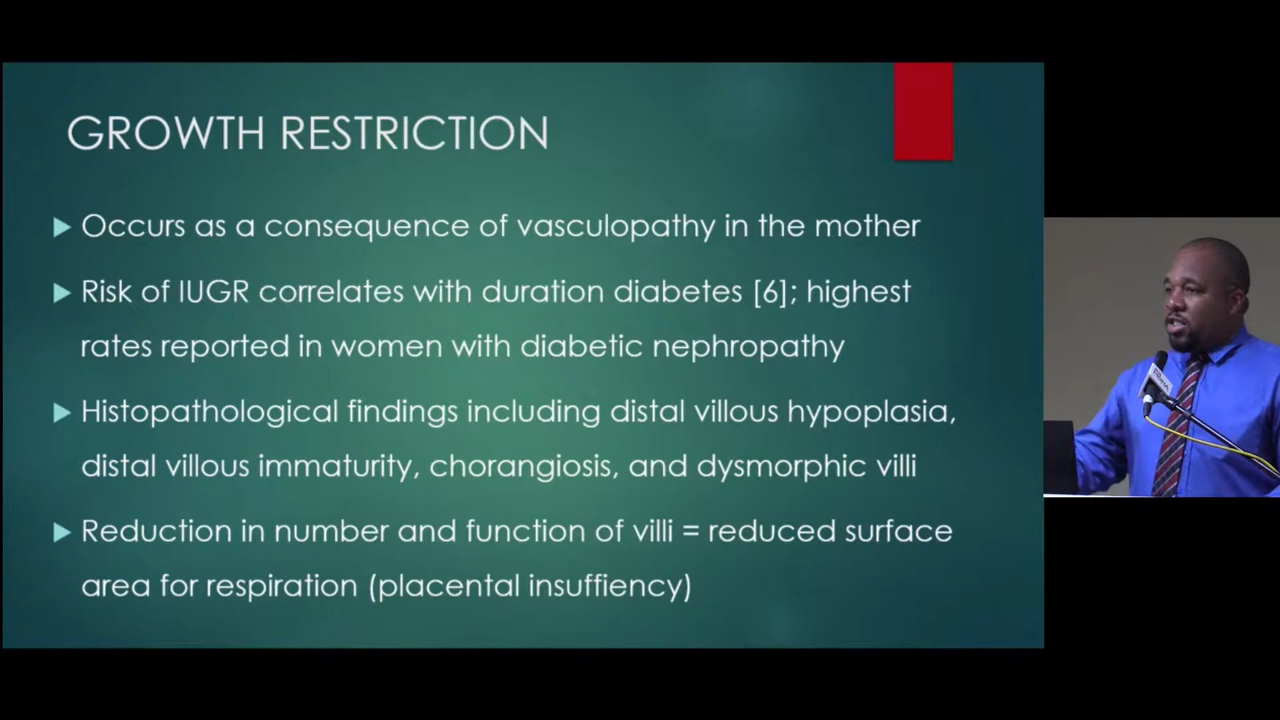 GROWTH RESTRICTION
Occurs as a consequence of vasculopathy in the mother
Risk of IUGR correlates with duration diabetes [6]; highest
rates reported in women with diabetic nephropathy
Histopathological findings including distal villous hypoplasia,
distal villous immaturity, chorangiosis, and dysmorphic villi
Reduction in number and function of villi = reduced surface
area for respiration (placental insuffiency)